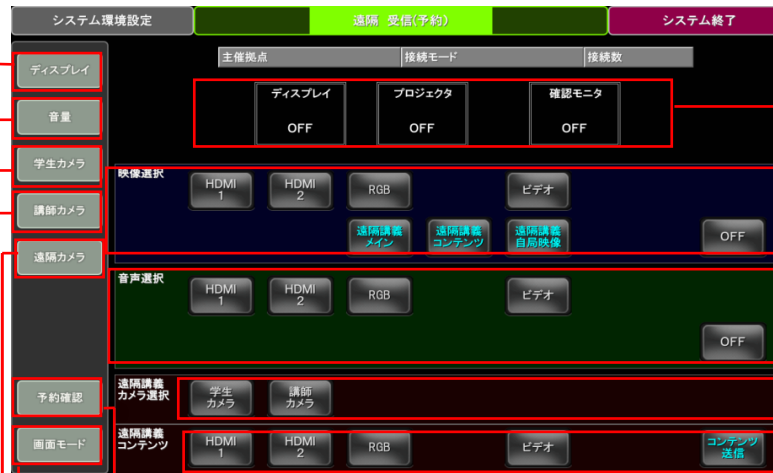 システム環境設定
遠隔 受信(予約)
システム終了
主催拠点
接続モード
接続数
ディスプレイ
音量
学生カメラ
講師カメラ
遠隔カメラ
予約確認
画面モード
ディスプレイ
OFF
プロジェクタ
OFF
確認モニタ
OFF
映像選択
HDMI
1
HDMI
2
RGB
ビデオ
遠隔講義
メイン
遠隔講義
コンテンツ
遠隔講義
自局映像
OFF
音声選択
HDMI
1
HDMI
2
RGB
ビデオ
OFF
遠隔講義
カメラ選択
学生
カメラ
講師
カメラ
遠隔講義
コンテンツ
HDMI
1
HDMI
2
RGB
ビデオ
コンテンツ
送信